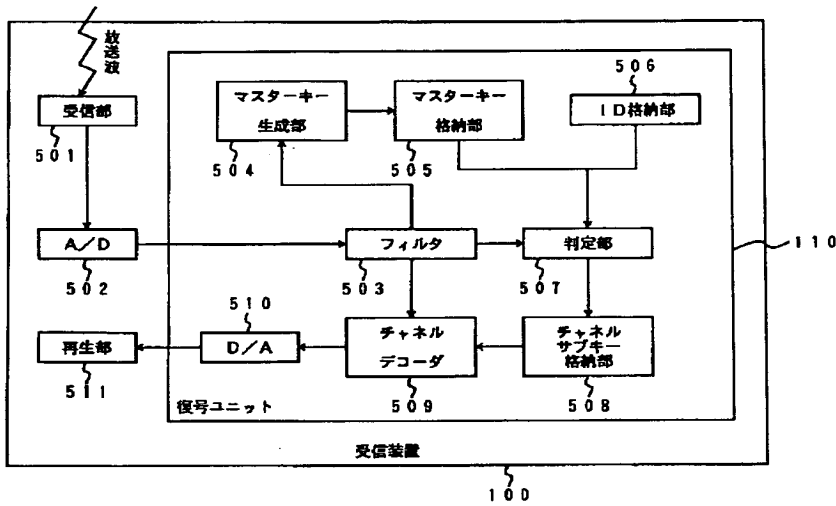 放送波
受信部
501
マスターキー
生成部
504
マスターキー
格納部
505
506
ID格納部
A/D
502
フィルタ
503
判定部
507
110
再生部
511
510
D/A
チャネル
デコーダ
509
チャネル
サブキー
格納部
508
復号ユニット
受信装置
100